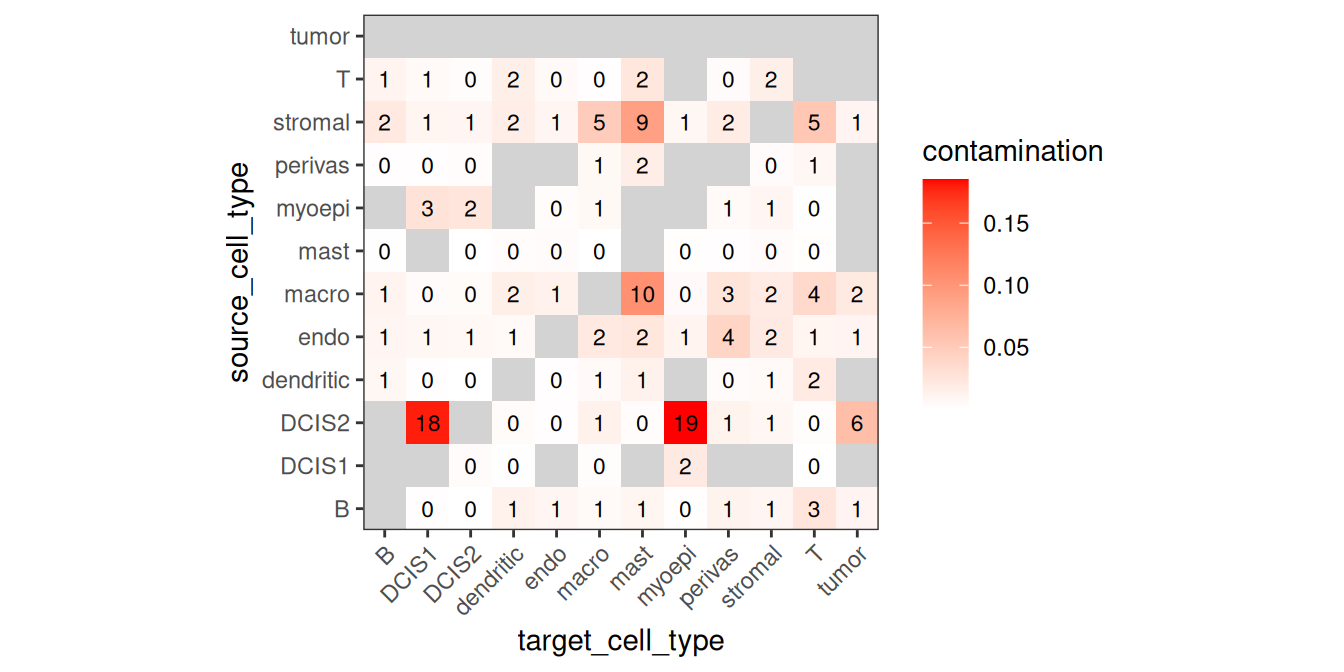 tumor
T 1 1 0 2 0 0 2 0 2
stromal 2 1 1 2 1 5 9 1 2 5 1
perivas 0 0 0 1 2 0 1
myoepi 3 2 0 1 1 1 0
mast 0 0 0 0 0 0 0 0 0
macro 1 0 0 2 1 10 0 3 2 4 2
endo 1 1 1 1 2 2 1 4 2 1 1
dendritic 1 0 0 0 1 1 0 1 2
DCIS2 18 0 0 1 0 19 1 1 0 6
DCIS1 0 0 0 2 0
B 0 0 1 1 1 1 0 1 1 3 1
B DCIS1 DCIS2 dendritic endo macro mast myoepi perivas stromal T tumor
target_cell_type
source_cell_type
contamination
0.15
0.10
0.05